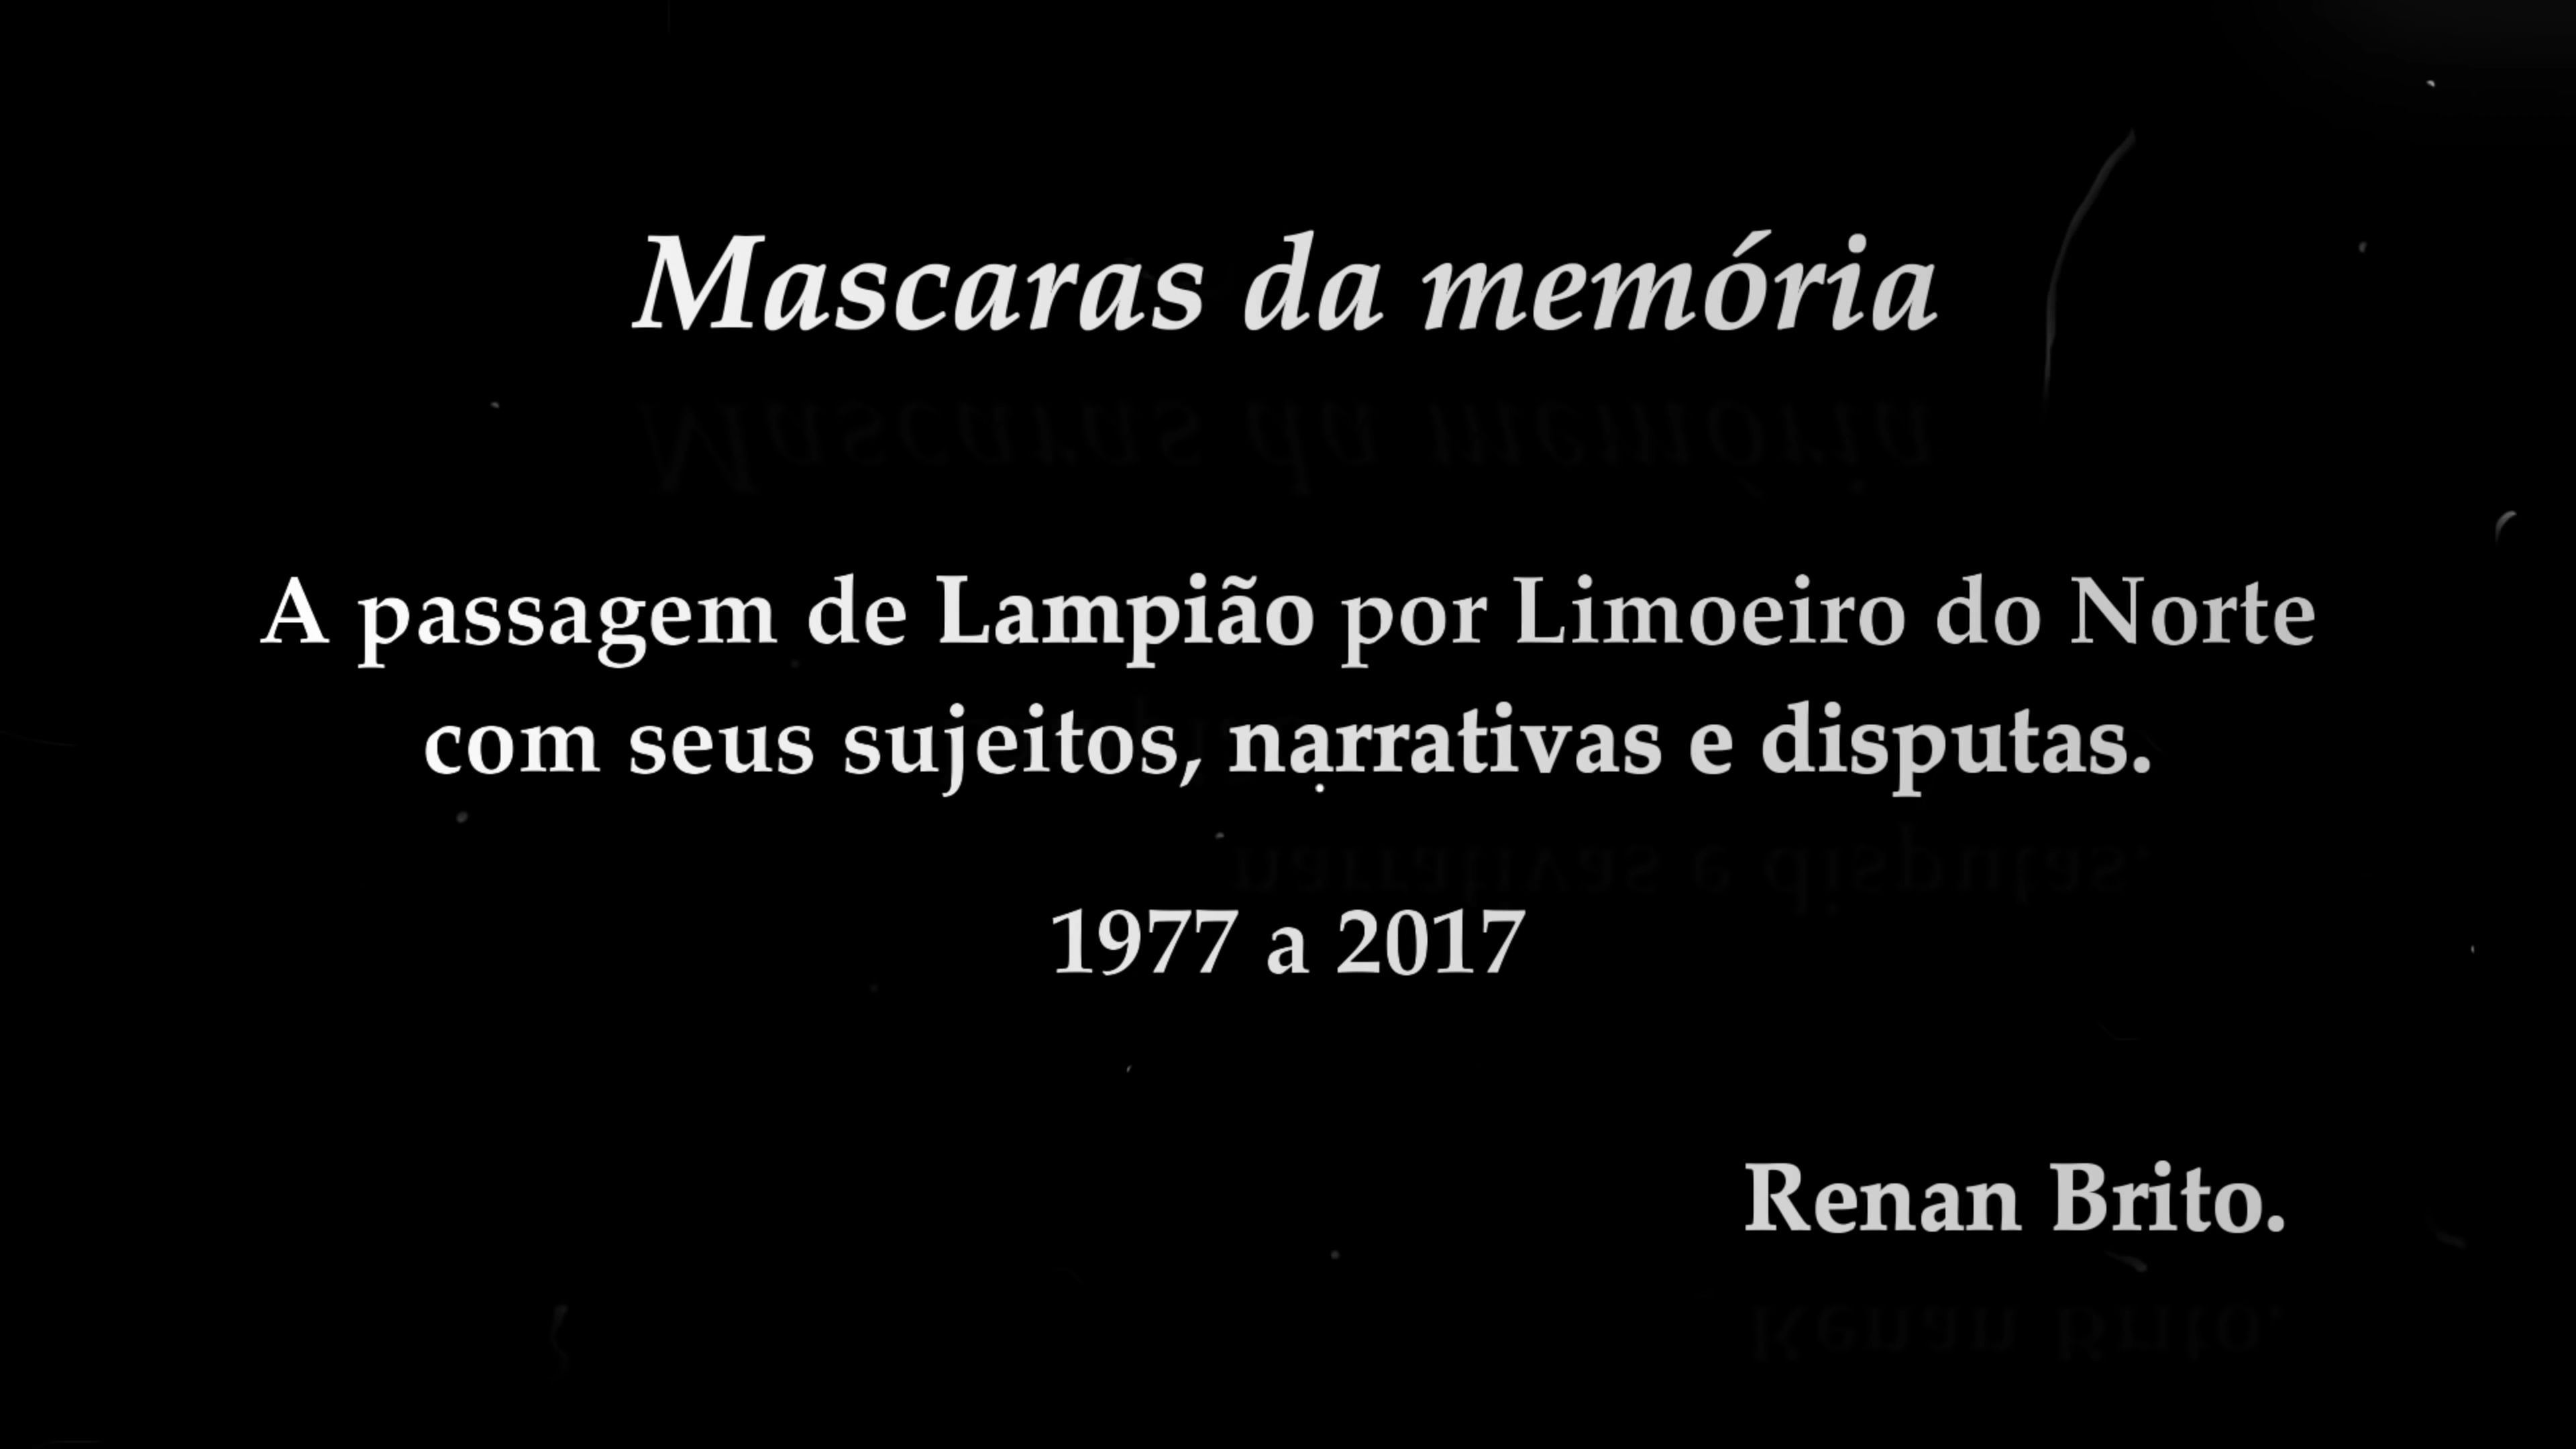 Mascaras da memória
A passagem de Lampião por Limoeiro do Norte
com seus sujeitos, narrativas e disputas.
1977 a 2017
Renan Brito.